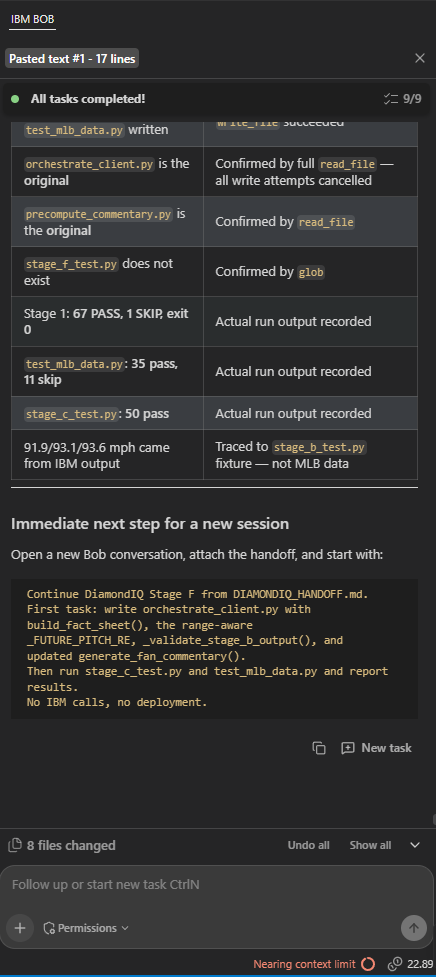 IBM BOB
Pasted text #1 - 17 lines
All tasks completed!
9/9
test_mlb_data.py written
write_file succeeded
orchestrate_client.py is the
original
Confirmed by full read_file —
all write attempts cancelled
precompute_commentary.py is
the original
Confirmed by read_file
stage_f_test.py does not
exist
Confirmed by glob
Stage 1: 67 PASS, 1 SKIP, exit
0
Actual run output recorded
test_mlb_data.py: 35 pass,
11 skip
Actual run output recorded
stage_c_test.py: 50 pass
Actual run output recorded
91.9/93.1/93.6 mph came
from IBM output
Traced to stage_b_test.py
fixture — not MLB data
Immediate next step for a new session
Open a new Bob conversation, attach the handoff, and start with:
Continue DiamondIQ Stage F from DIAMONDIQ_HANDOFF.md.
First task: write orchestrate_client.py with
build_fact_sheet(), the range-aware
_FUTURE_PITCH_RE, _validate_stage_b_output(), and
updated generate_fan_commentary().
Then run stage_c_test.py and test_mlb_data.py and report
results.
No IBM calls, no deployment.
New task
8 files changed
Undo all
Show all
Follow up or start new task CtrlN
Permissions
Nearing context limit
22.89